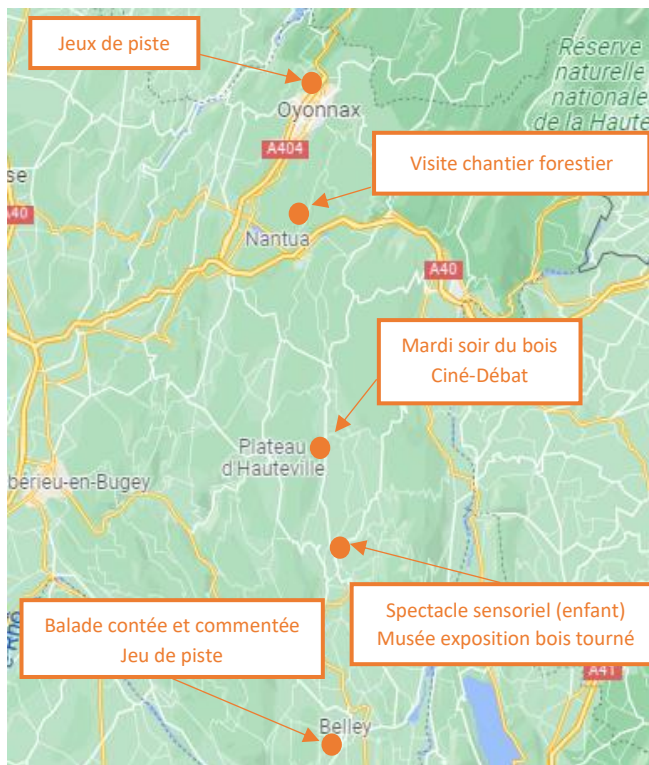 Jeux de piste
Réserve
naturelle
nationale
de la Haute
Oyonnax
A404
Visite chantier forestier
se
A40
Nantua
A40
Mardi soir du bois
Ciné-Débat
Plateau
d'Hauteville
bérieu-en-Bugey
Spectacle sensoriel (enfant)
Musée exposition bois tourné
Balade contée et commentée
Jeu de piste
e Rhô
A41
Belley